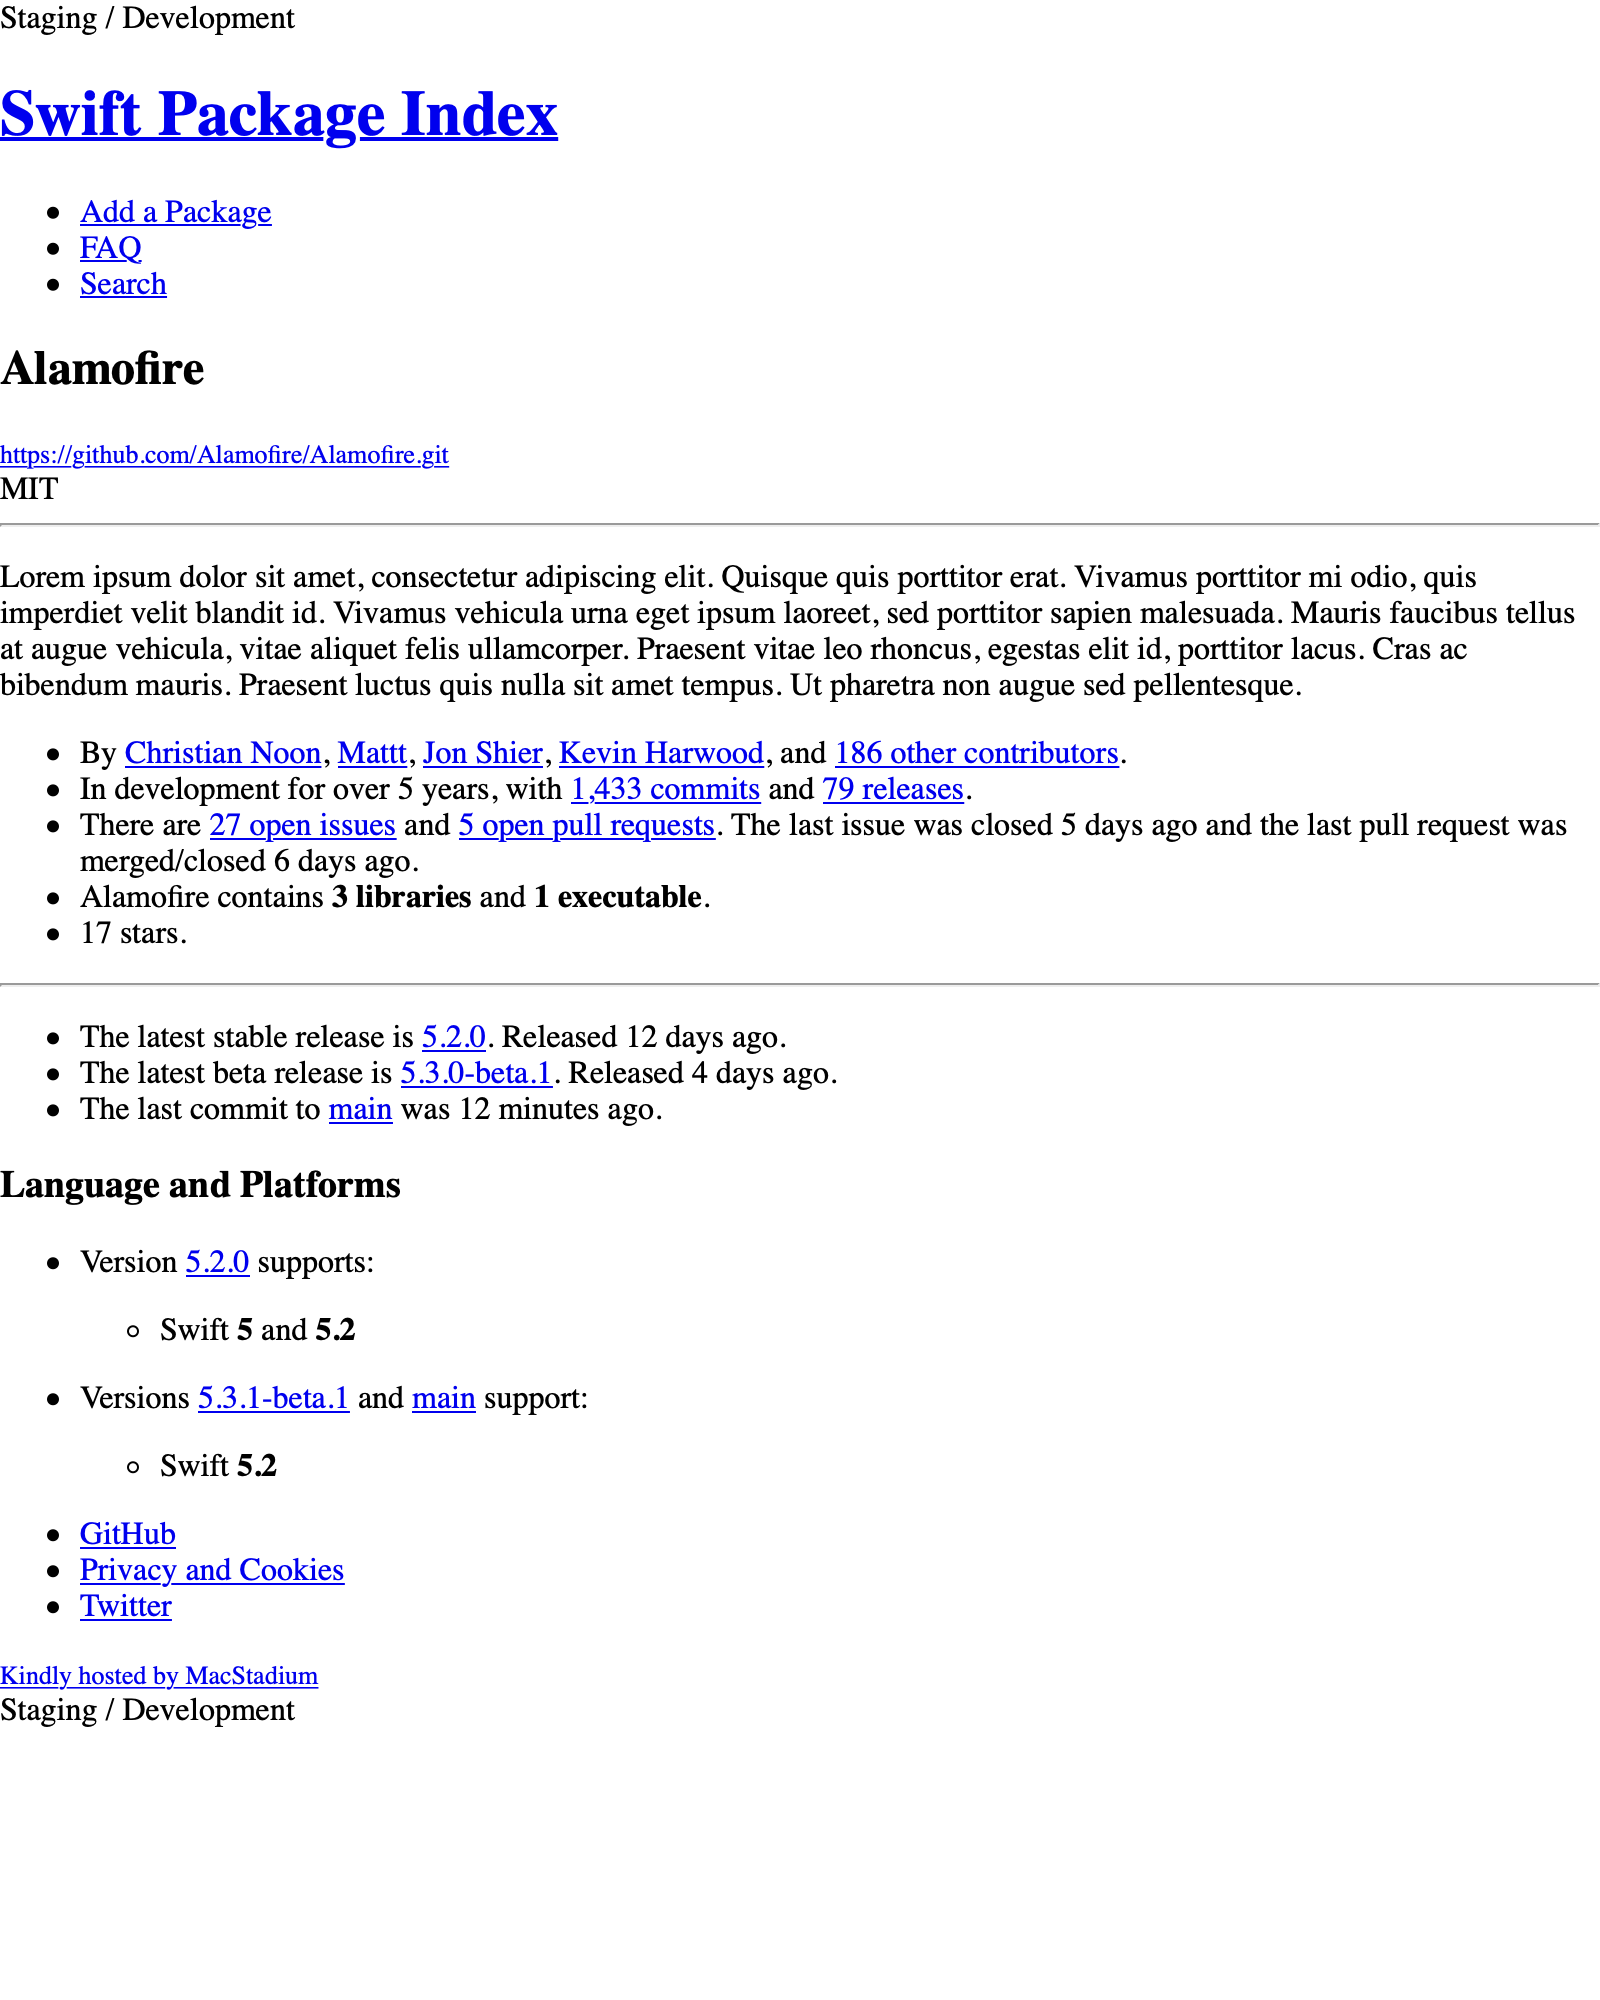 Staging / Development
Swift Package Index
Add a Package
FAQ
Search
Alamofire
https://github.com/Alamofire/Alamofire.git
MIT
Lorem ipsum dolor sit amet, consectetur adipiscing elit. Quisque quis porttitor erat. Vivamus porttitor mi odio, quis
imperdiet velit blandit id. Vivamus vehicula urna eget ipsum laoreet, sed porttitor sapien malesuada. Mauris faucibus tellus
at augue vehicula, vitae aliquet felis ullamcorper. Praesent vitae leo rhoncus, egestas elit id, porttitor lacus. Cras ac
bibendum mauris. Praesent luctus quis nulla sit amet tempus. Ut pharetra non augue sed pellentesque.
By Christian Noon, Mattt, Jon Shier, Kevin Harwood, and 186 other contributors.
In development for over 5 years, with 1,433 commits and 79 releases.
There are 27 open issues and 5 open pull requests. The last issue was closed 5 days ago and the last pull request was
merged/closed 6 days ago.
Alamofire contains 3 libraries and 1 executable.
17 stars.
The latest stable release is 5.2.0. Released 12 days ago.
The latest beta release is 5.3.0-beta.1. Released 4 days ago.
The last commit to main was 12 minutes ago.
Language and Platforms
Version 5.2.0 supports:
Swift 5 and 5.2
Versions 5.3.1-beta.1 and main support:
Swift 5.2
GitHub
Privacy and Cookies
Twitter
Kindly hosted by MacStadium
Staging / Development